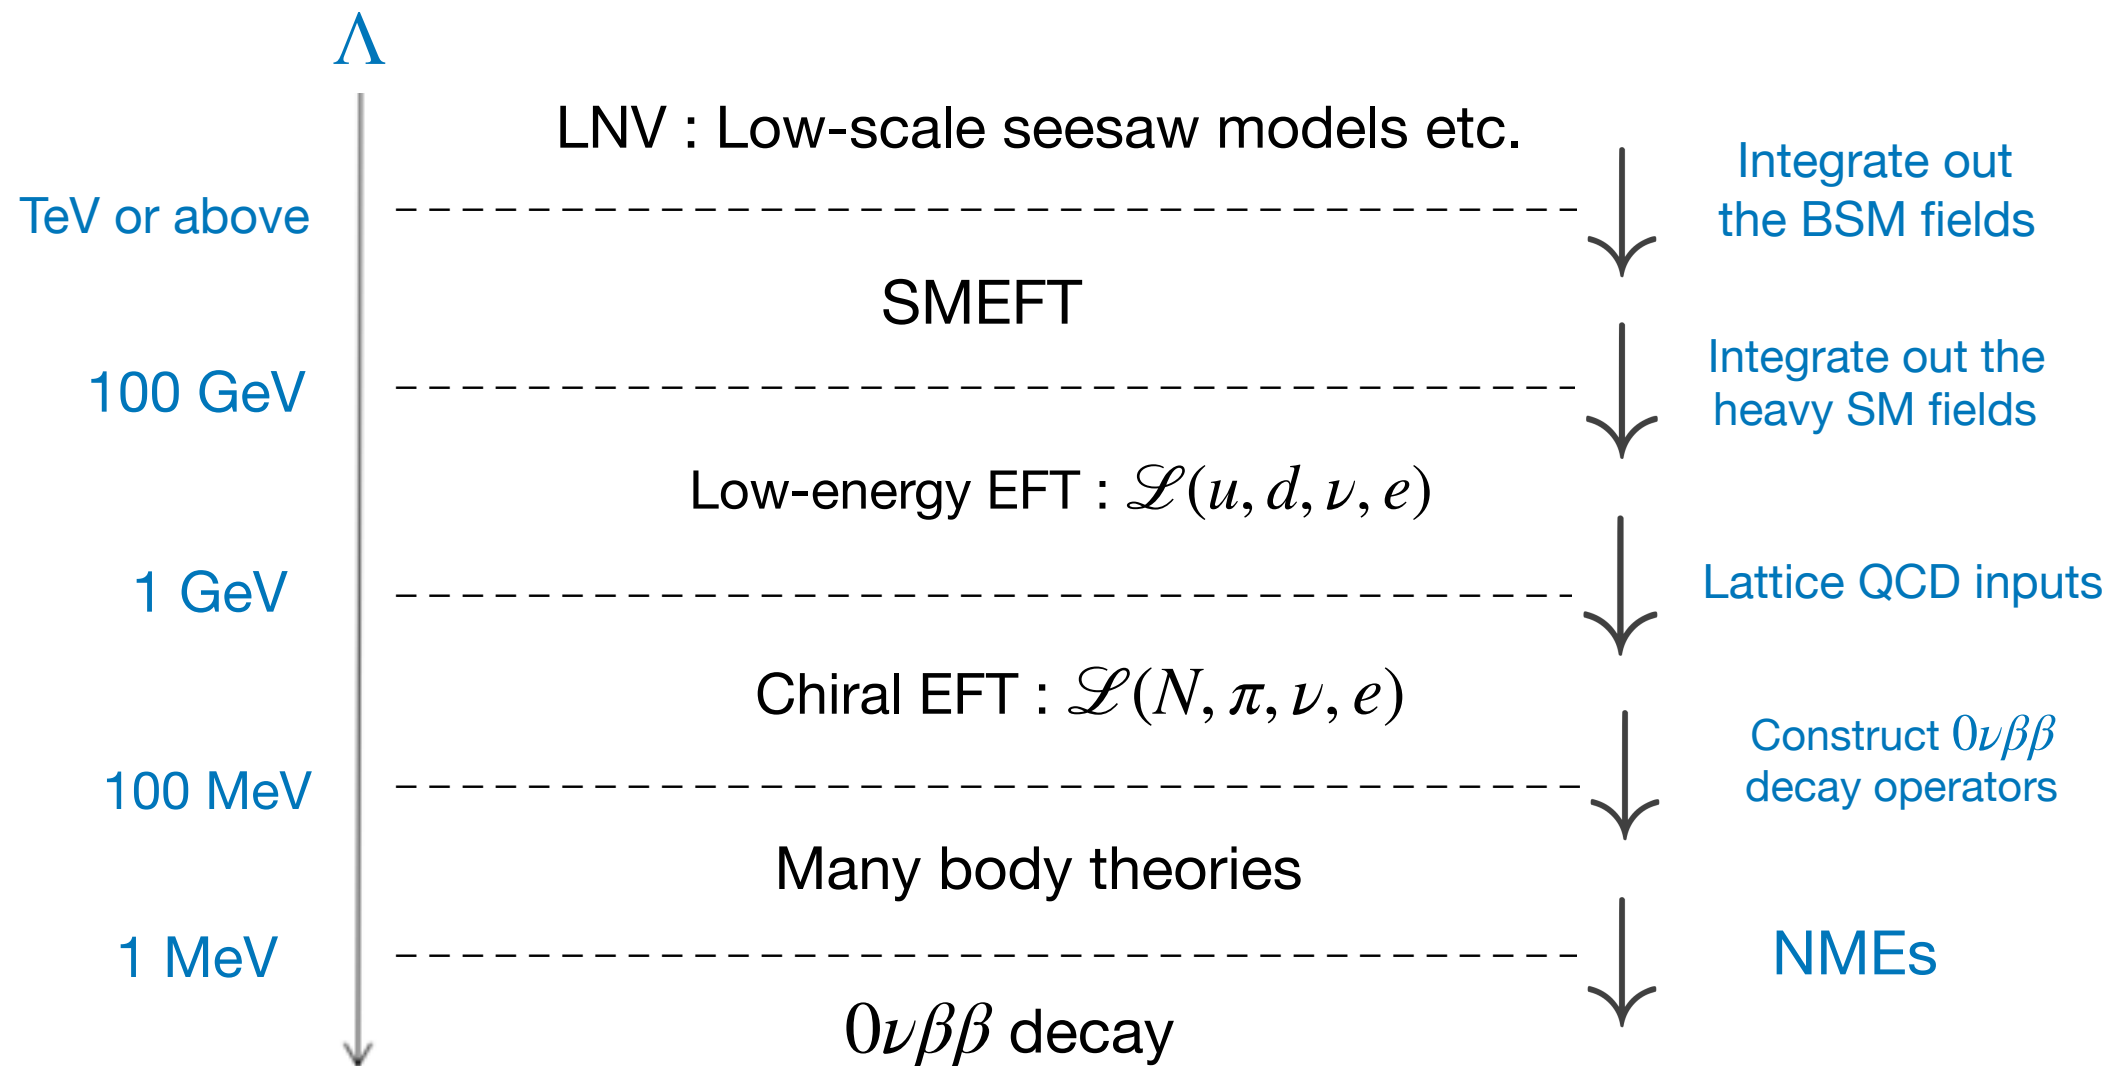 Λ
LNV : Low-scale seesaw models etc.
Integrate out
the BSM fields
TeV or above
SMEFT
100 GeV
Integrate out the
heavy SM fields
Low-energy EFT : ℒ(u, d, ν, e)
1 GeV
Lattice QCD inputs
Chiral EFT : ℒ(N, π, ν, e)
100 MeV
Construct 0νββ
decay operators
Many body theories
1 MeV
NMEs
0νββ decay